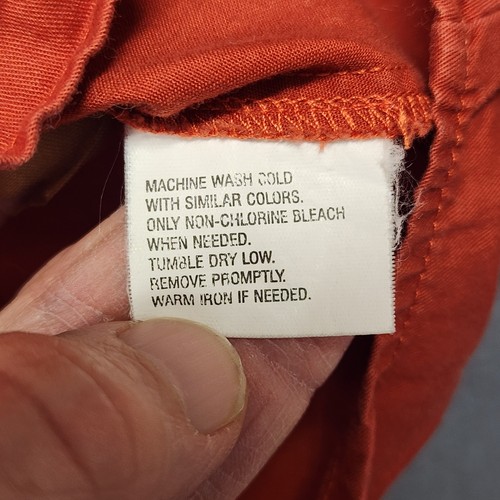 MACHINE WASH COLD
WITH SIMILAR COLORS.
ONLY NON-CHLORINE BLEACH
WHEN NEEDED.
TUMBLE DRY LOW.
REMOVE PROMPTLY.
WARM IRON IF NEEDED.